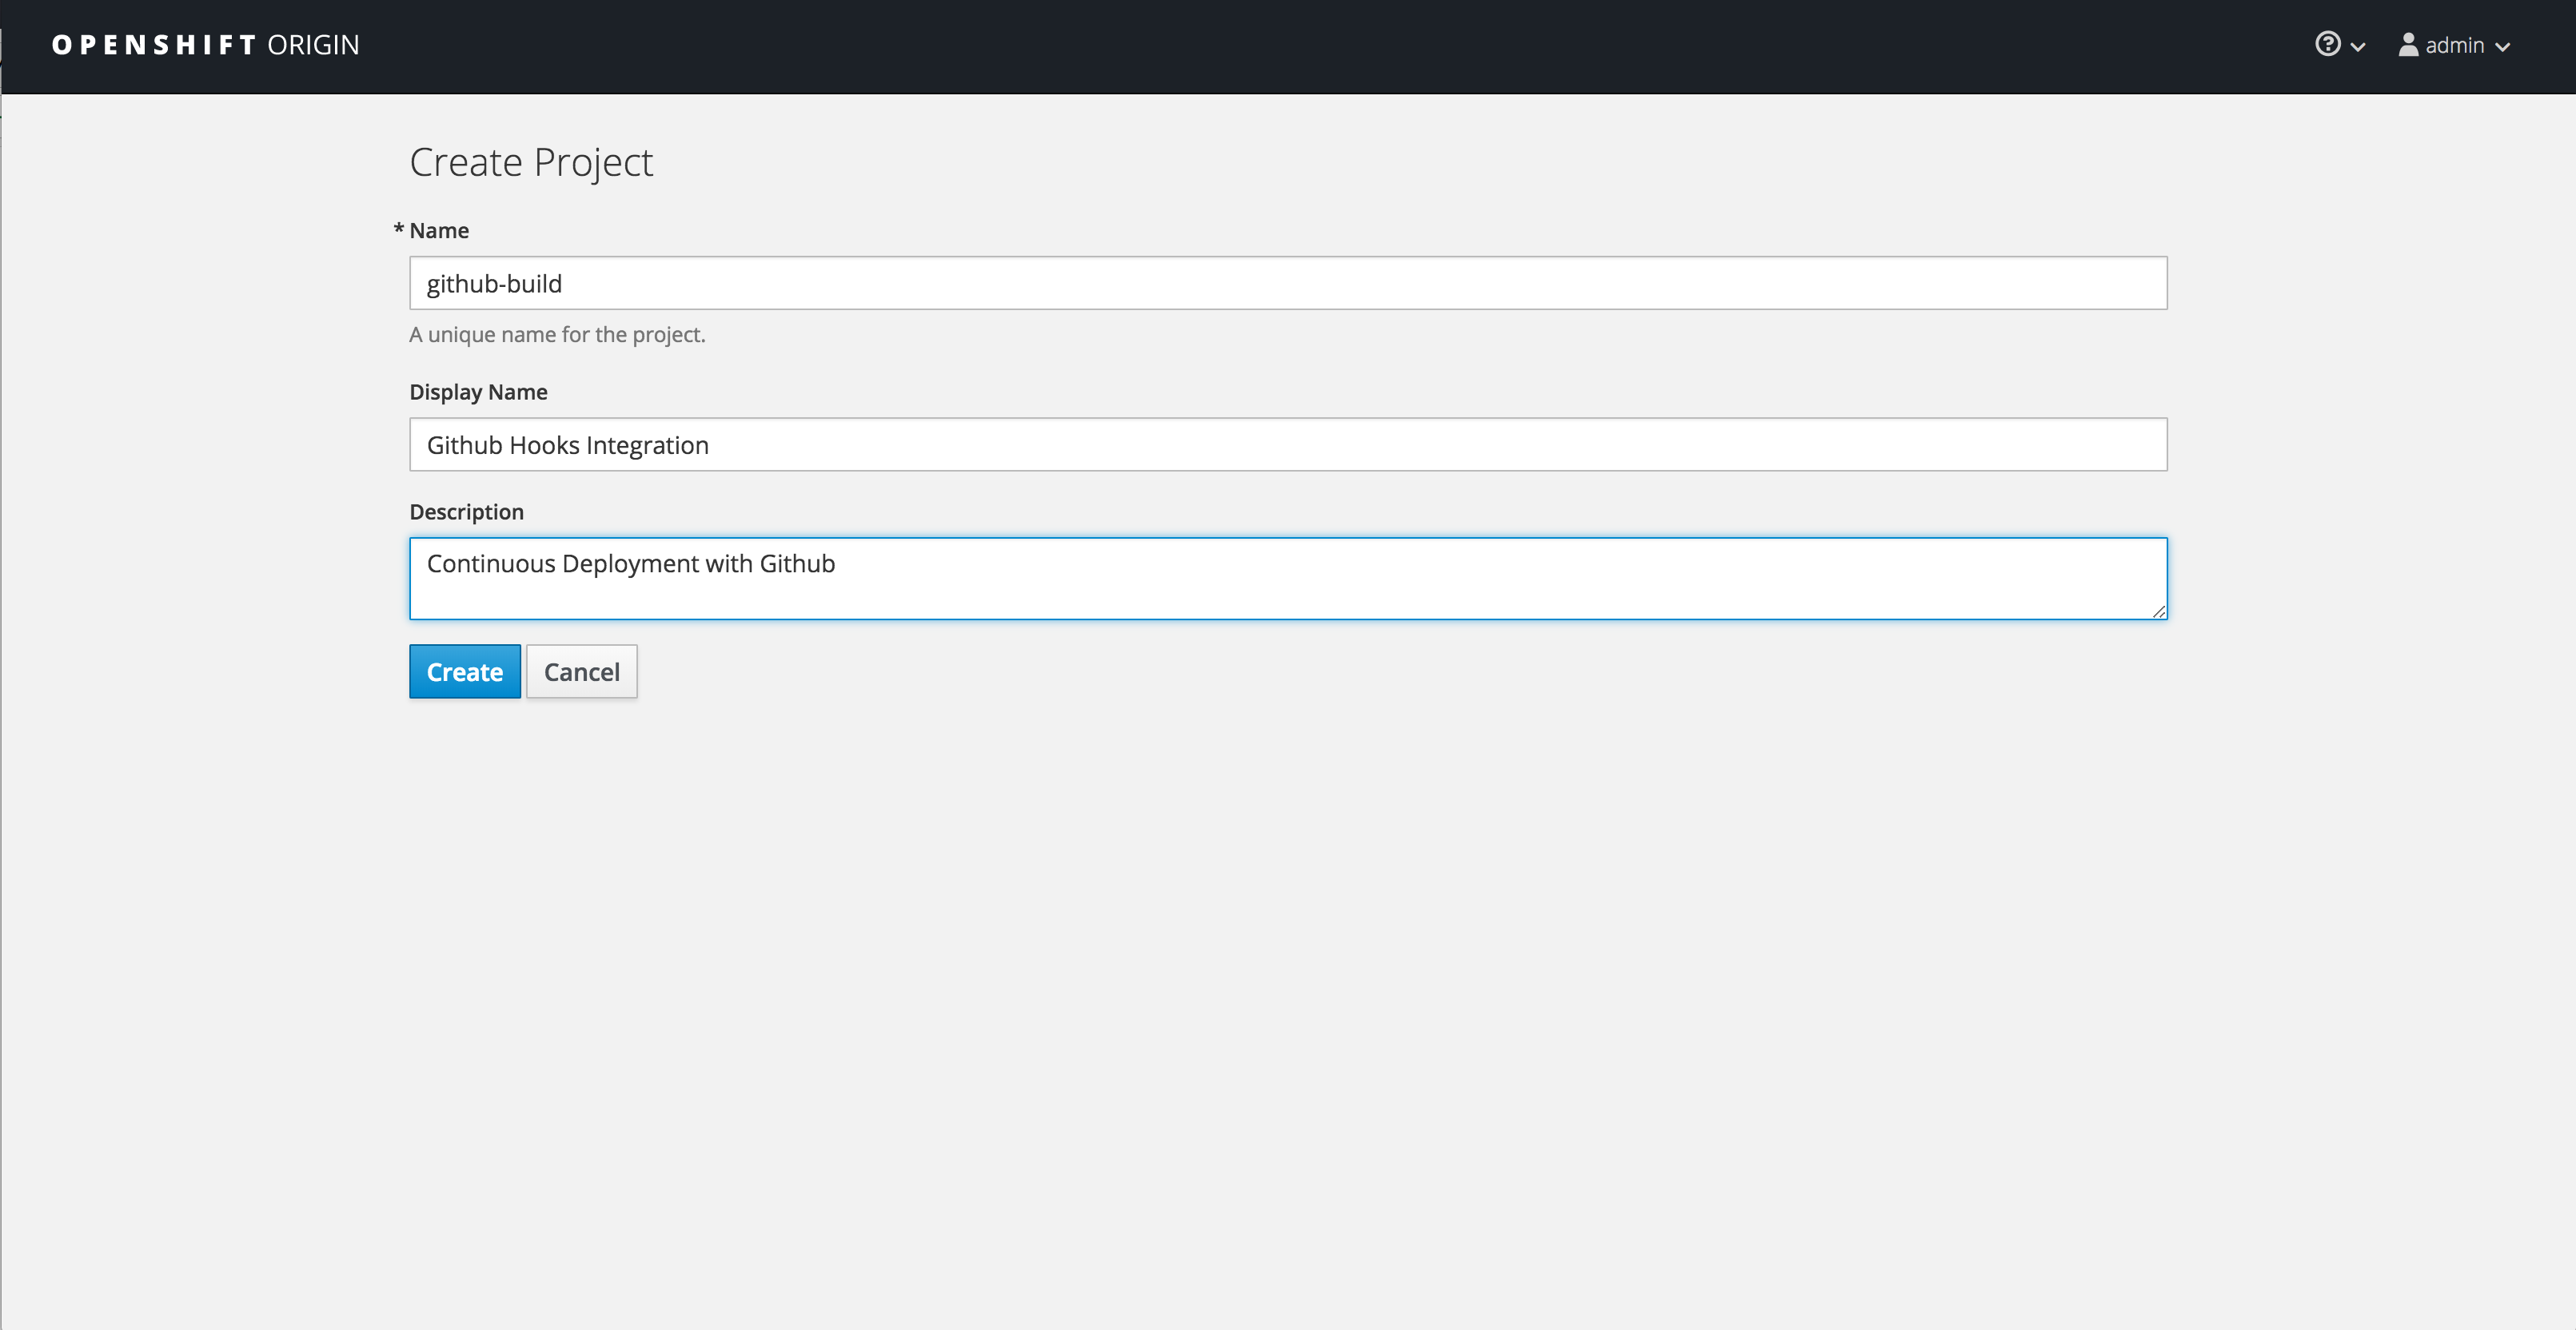 OPENSHIFT ORIGIN
admin
Create Project
* Name
github-build
A unique name for the project.
Display Name
Github Hooks Integration
Description
Continuous Deployment with Github
Create Cancel